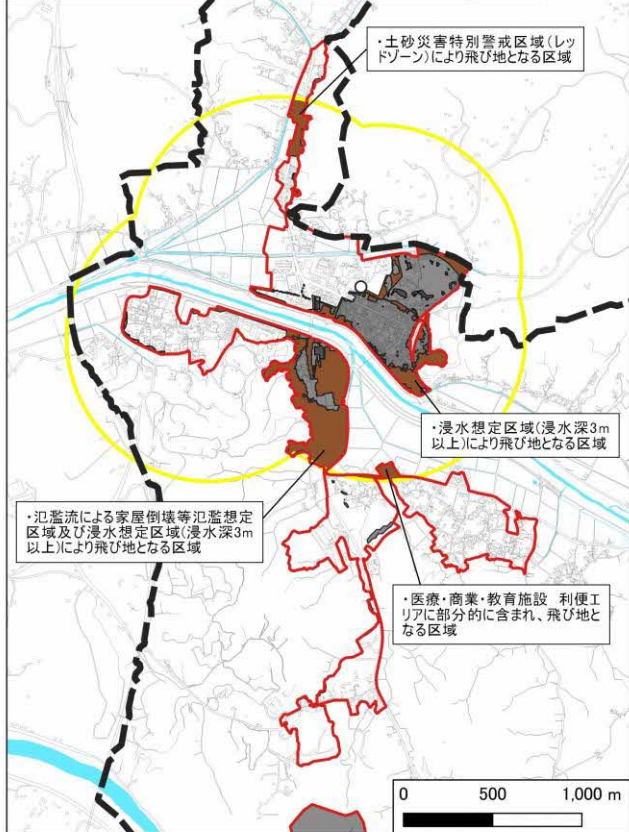 ・土砂災害特別警戒区域(レッ
ドゾーン)により飛び地となる区域
・浸水想定区域(浸水深3m
以上)により飛び地となる区域
・氾濫流による家屋倒壊等氾濫想定
区域及び浸水想定区域(浸水深3m
以上)により飛び地となる区域
・医療・商業・教育施設 利便エ
リアに部分的に含まれ、飛び地と
なる区域
0 500 1,000 m